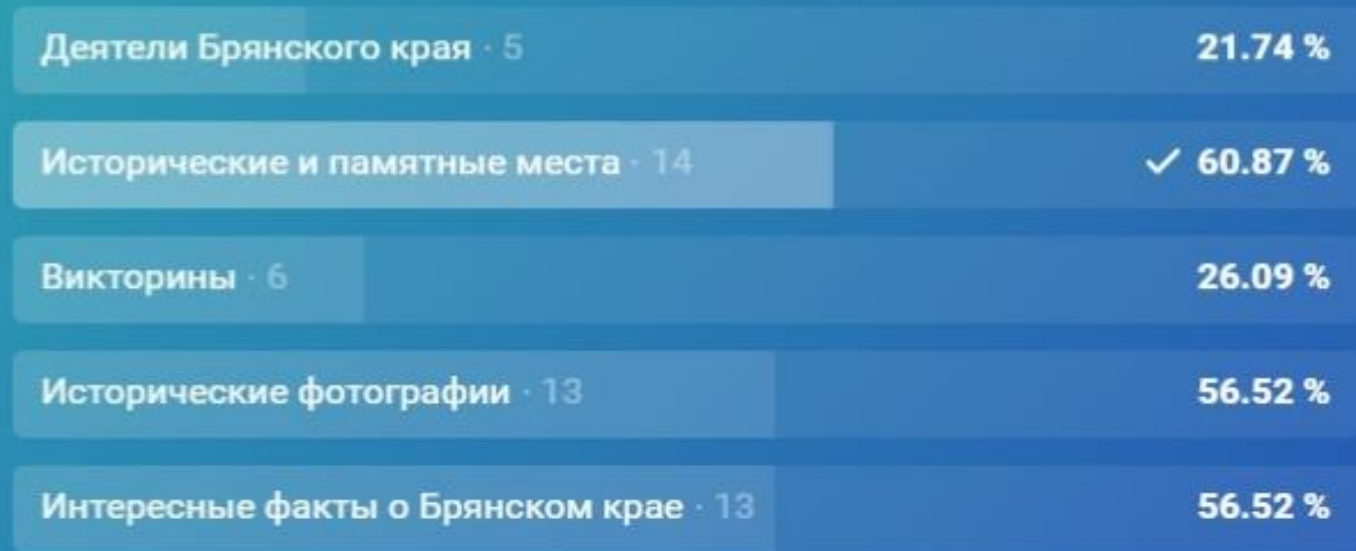 Деятели Брянского края · 5 21.74 %
Исторические и памятные места · 14 60.87 %
Викторины · 6 26.09 %
Исторические фотографии · 13 56.52 %
Интересные факты о Брянском крае · 13 56.52 %